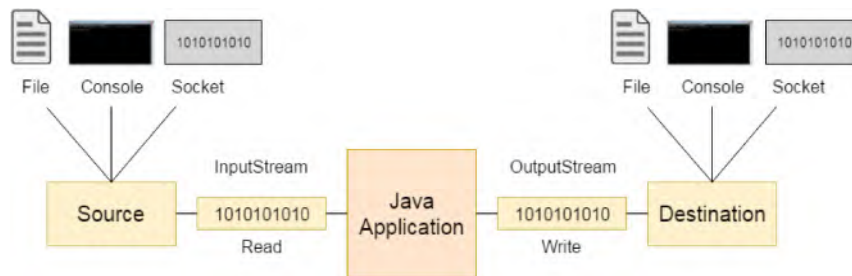 1010101010
1010101010
File
Console
Socket
File
Console
Socket
InputStream
OutputStream
Source
1010101010
Java
Application
1010101010
Destination
Read
Write